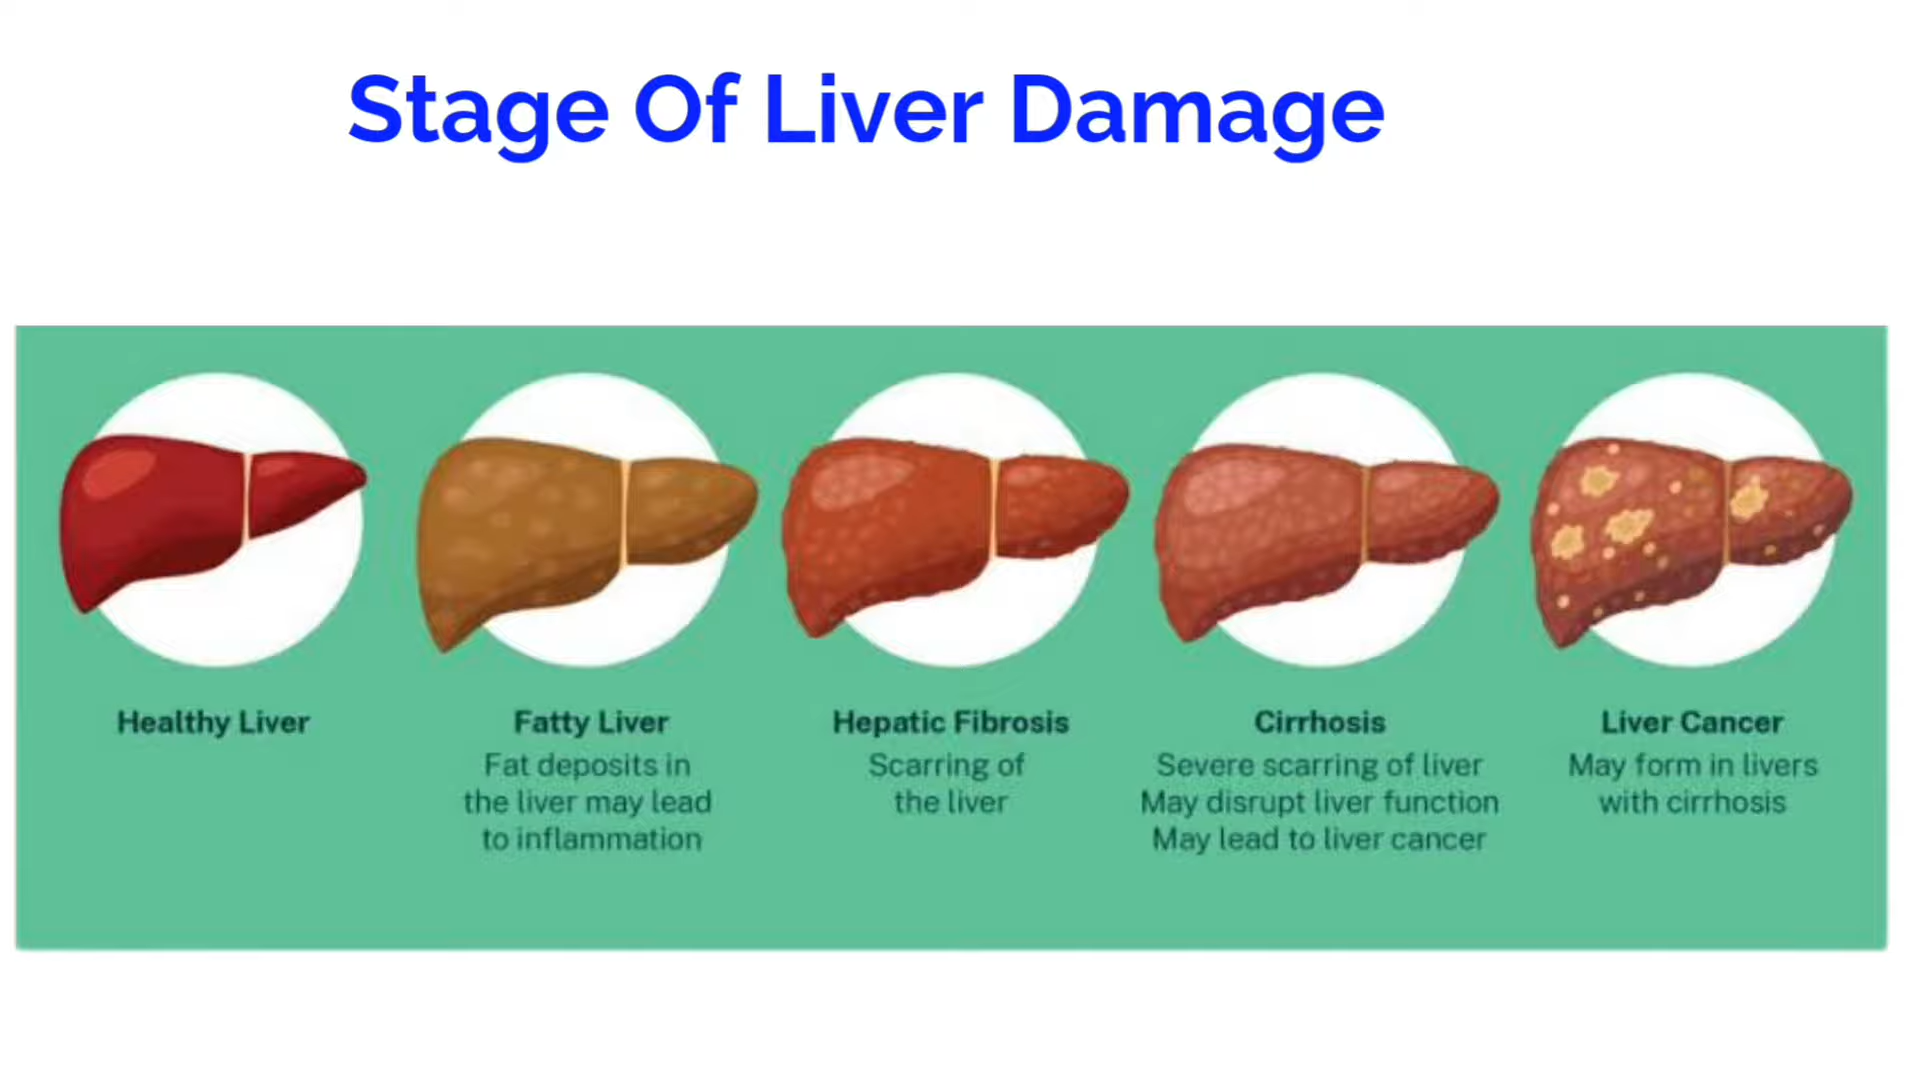 Stage Of Liver Damage
Healthy Liver
Fatty Liver
Fat deposits in
the liver may lead
to inflammation
Hepatic Fibrosis
Scarring of
the liver
Cirrhosis
Severe scarring of liver
May disrupt liver function
May lead to liver cancer
Liver Cancer
May form in livers
with cirrhosis